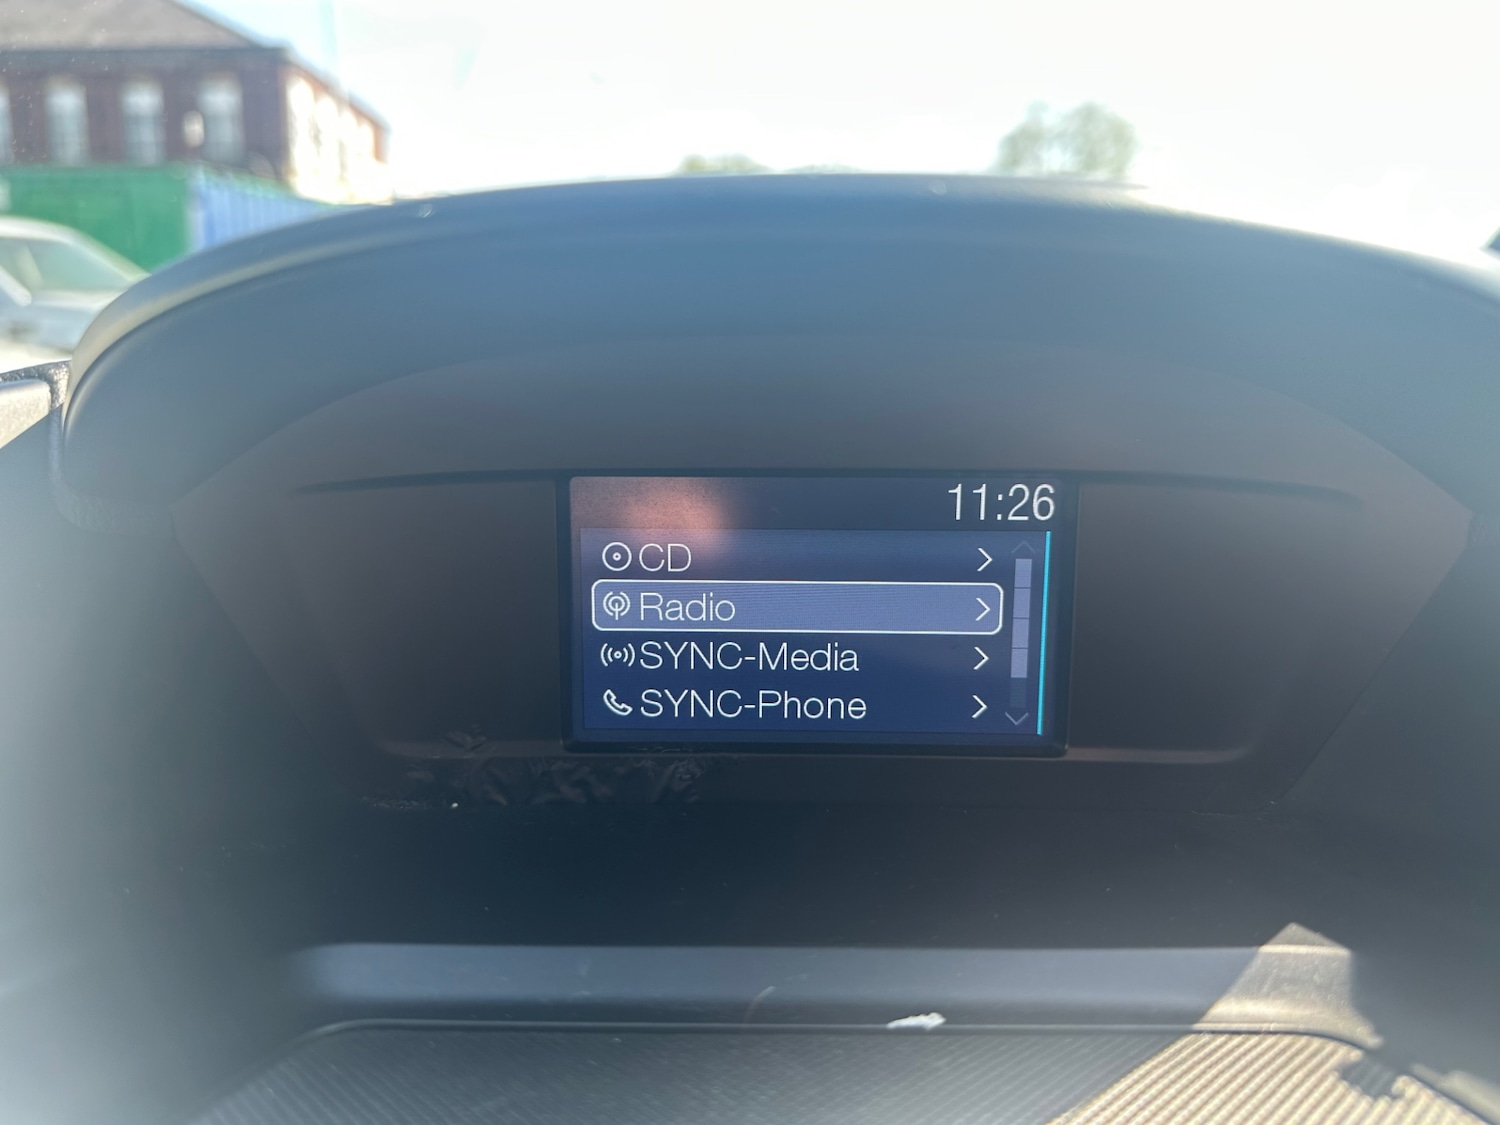 11:26
CD
Radio
SYNC-Media
SYNC-Phone